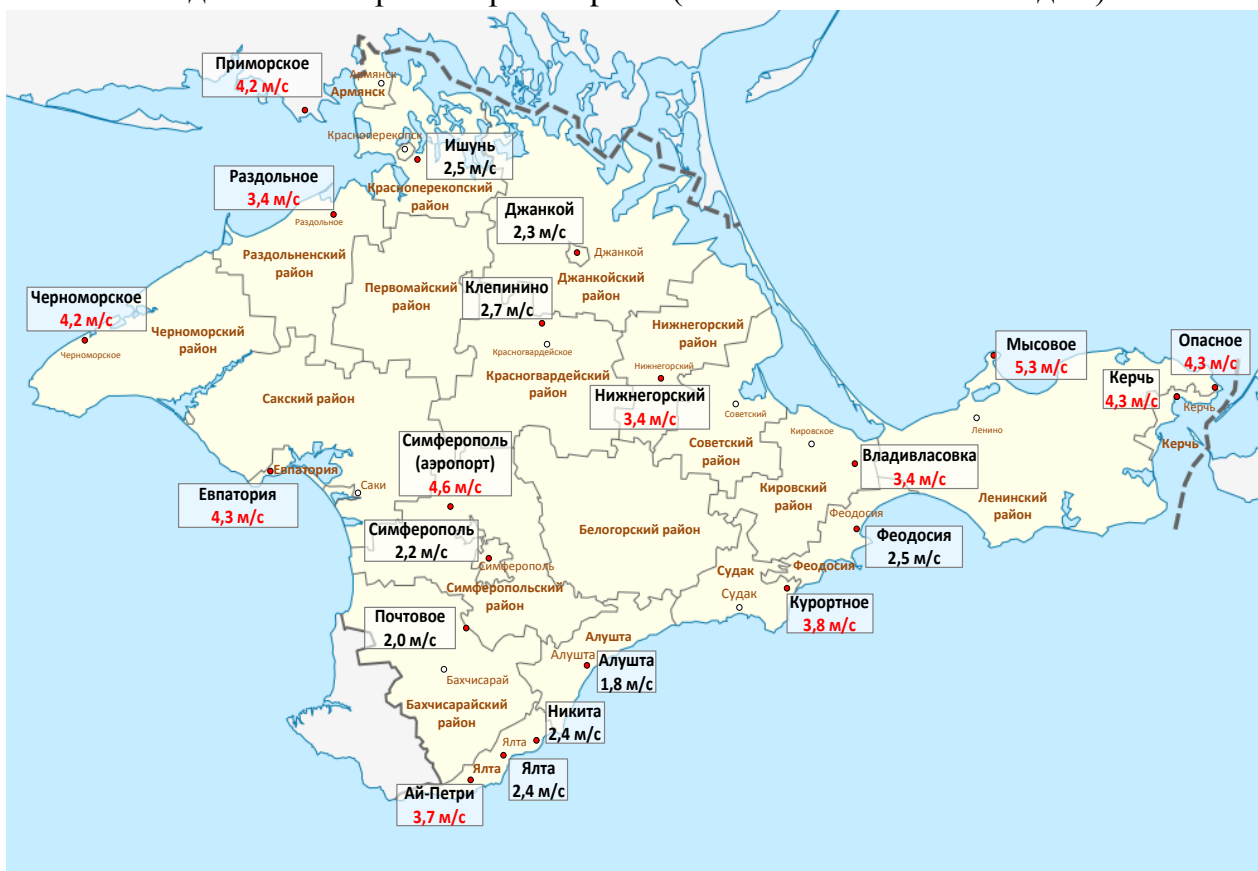 Приморское
4,2 м/с
Армянск
Армянск
Красноперекопск
Ишунь
2,5 м/с
Раздольное
3,4 м/с
Красноперекопский
район
Раздольное
Джанкой
2,3 м/с
Джанкой
Раздольненский
район
Первомайский
район
Джанкойский
район
Клепинино
2,7 м/с
Черноморское
4,2 м/с
Черноморский
район
Черноморское
Нижнегорский
район
Красногвардейское
Красногвардейский
район
Нижнегорский
Мысовое
5,3 м/с
Опасное
4,3 м/с
Керчь
4,3 м/с
Керчь
Керчь
Сакский район
Нижнегорский
3,4 м/с
Советский
Советский
район
Кировское
Ленино
Симферополь
(аэропорт)
4,6 м/с
Владивласовка
3,4 м/с
Евпатория
Евпатория
4,3 м/с
Саки
Кировский
район
Ленинский
район
Белогорский район
Феодосия
Феодосия
2,5 м/с
Симферополь
2,2 м/с
Симферополь
Судак
Судак
Феодосия
Симферопольский
район
Курортное
3,8 м/с
Почтовое
2,0 м/с
Алушта
Алушта
Алушта
1,8 м/с
Бахчисарай
Бахчисарайский
район
Никита
2,4 м/с
Ялта
Ялта
Ялта
2,4 м/с
Ай-Петри
3,7 м/с